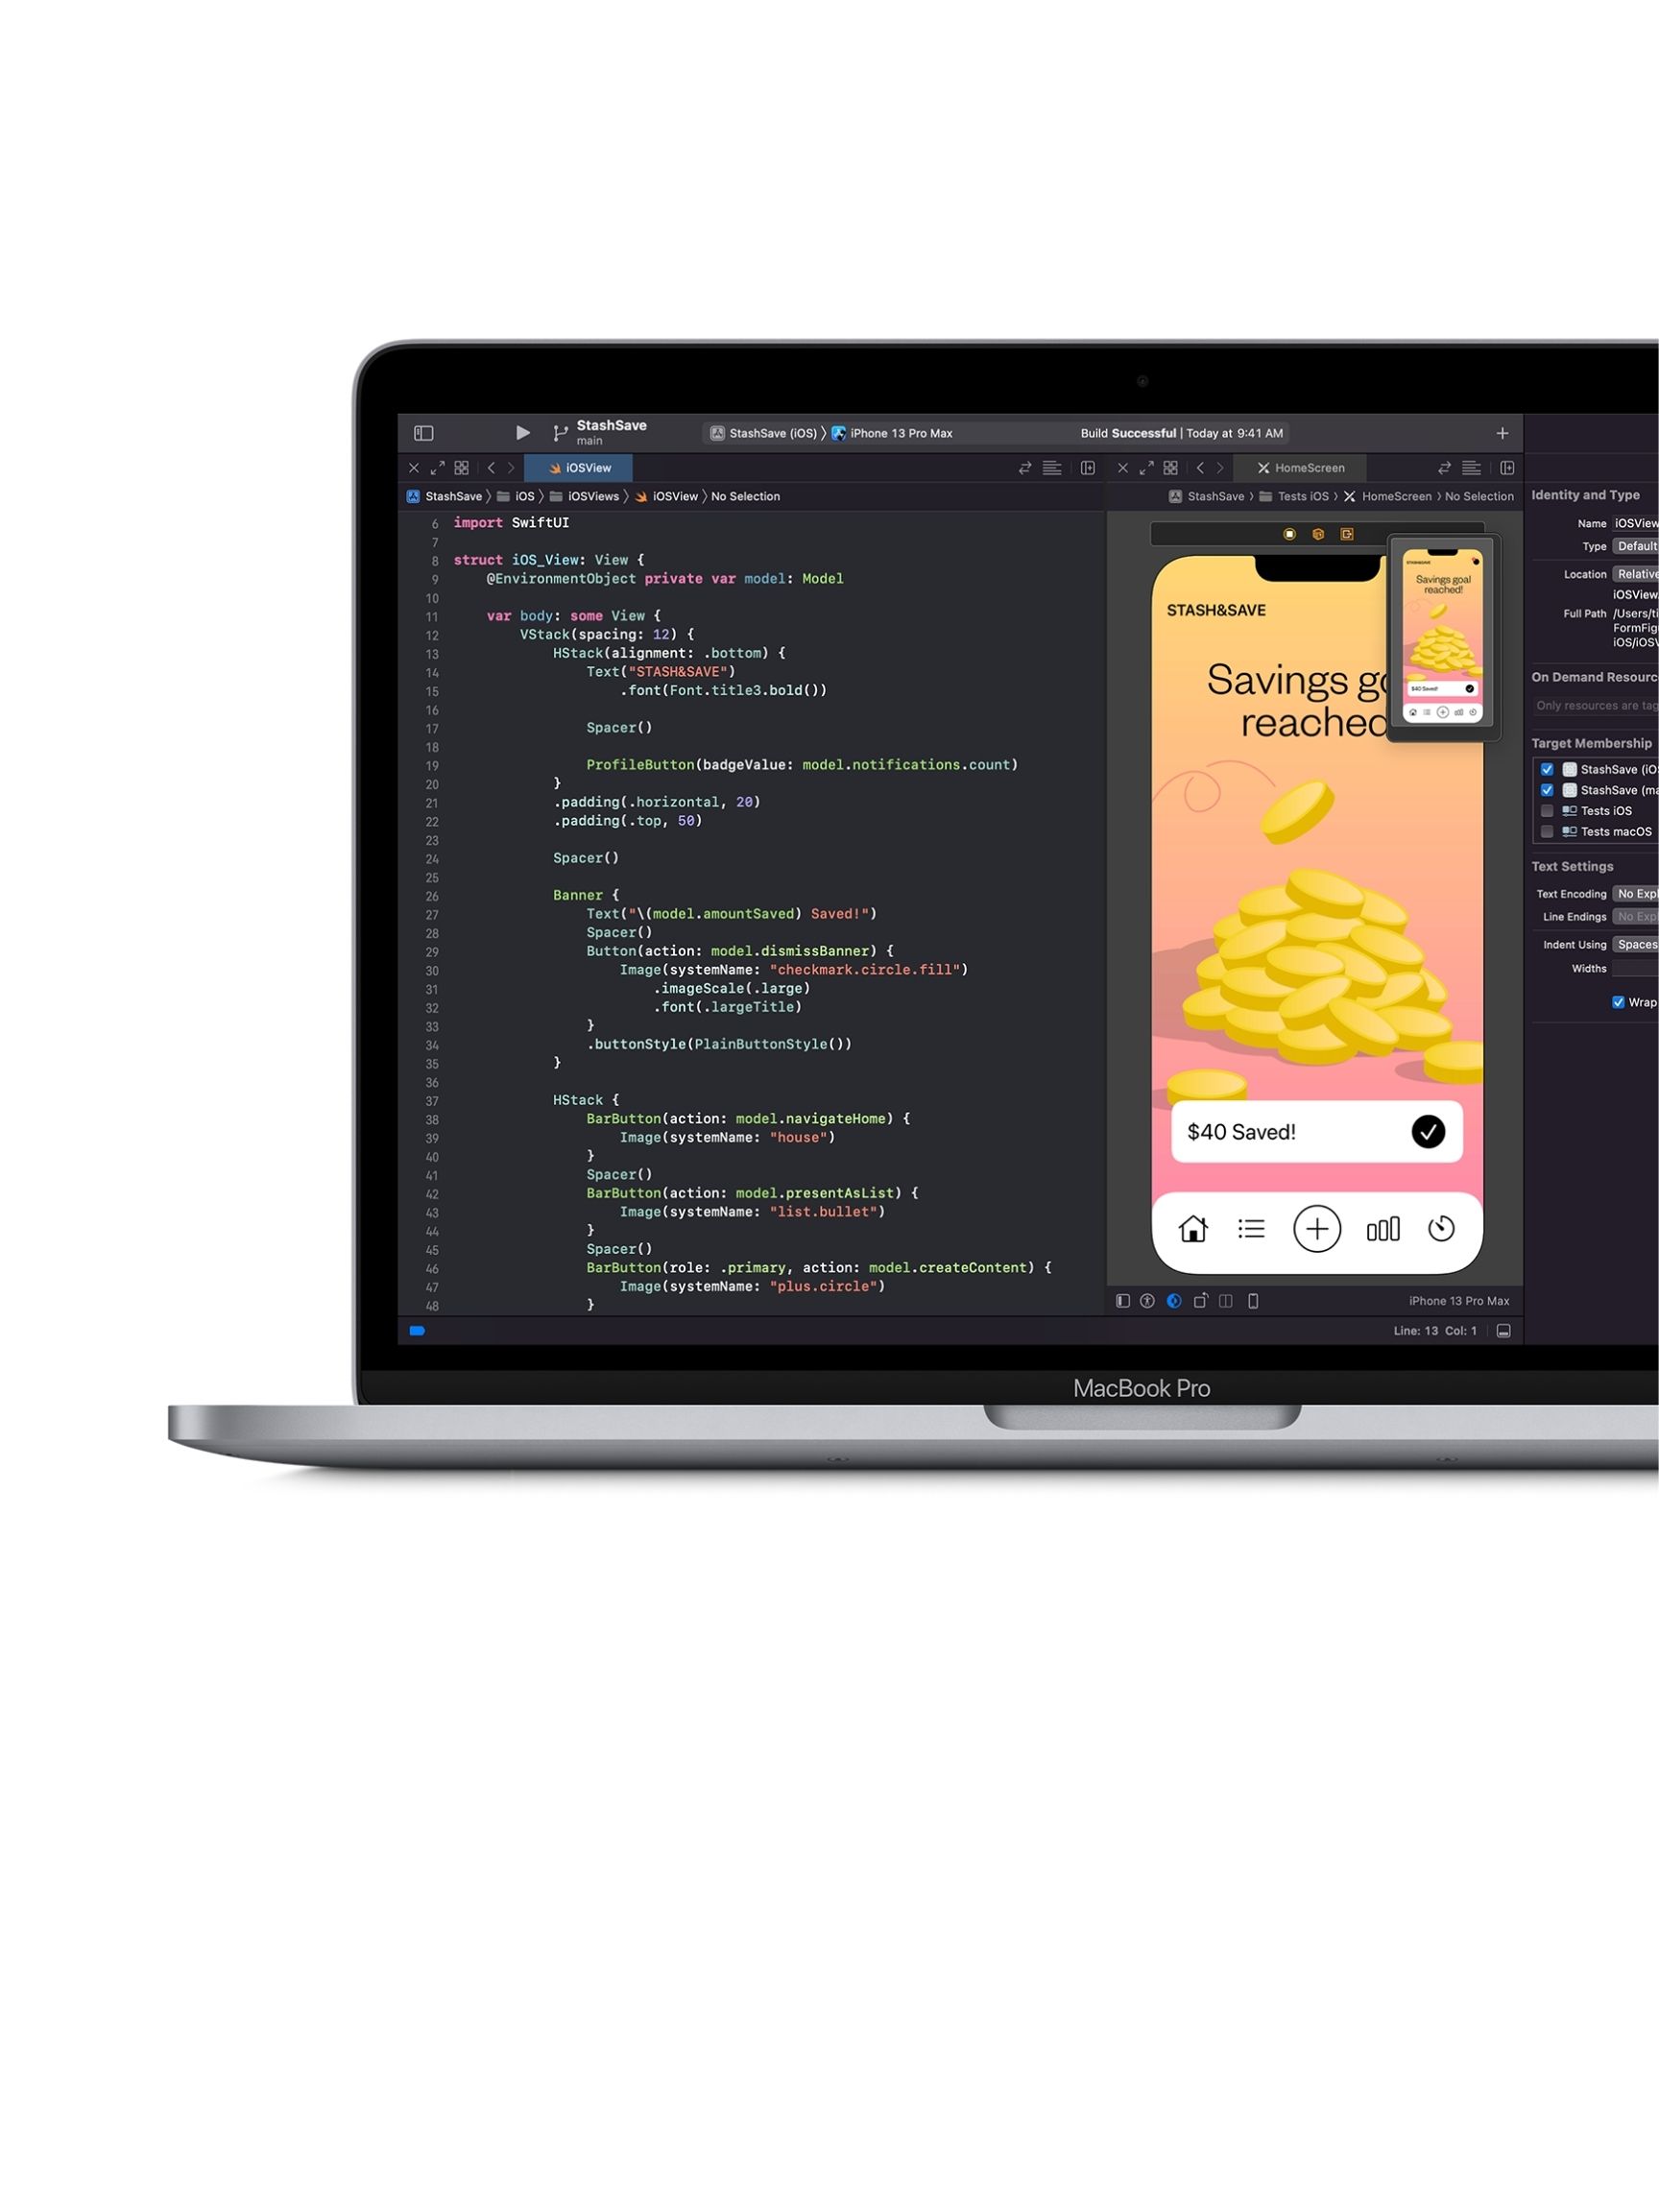 StashSave
main
StashSave (iOS) 〉 iPhone 13 Pro Max
Build Successful | Today at 9:41 AM
iOSView
HomeScreen
StashSave 〉 iOS 〉 iOSViews 〉 iOSView 〉 No Selection
StashSave 〉 Tests iOS 〉 HomeScreen 〉 No Selection
6 import SwiftUI
7
8 struct iOS_View: View {
9 @EnvironmentObject private var model: Model
10
11 var body: some View {
12 VStack(spacing: 12) {
13 HStack(alignment: .bottom) {
14 Text("STASH&SAVE")
15 .font(Font.title3.bold())
16
17 Spacer()
18
19 ProfileButton(badgeValue: model.notifications.count)
20 }
21 .padding(.horizontal, 20)
22 .padding(.top, 50)
23
24 Spacer()
25
26 Banner {
27 Text("\(model.amountSaved) Saved!")
28 Spacer()
29 Button(action: model.dismissBanner) {
30 Image(systemName: "checkmark.circle.fill")
31 .imageScale(.large)
32 .font(.largeTitle)
33 }
34 .buttonStyle(PlainButtonStyle())
35 }
36
37 HStack {
38 BarButton(action: model.navigateHome) {
39 Image(systemName: "house")
40 }
41 Spacer()
42 BarButton(action: model.presentAsList) {
43 Image(systemName: "list.bullet")
44 }
45 Spacer()
46 BarButton(role: .primary, action: model.createContent) {
47 Image(systemName: "plus.circle")
48 }
STASH&SAVE
Savings go
reached
$40 Saved!
Savings goal
reached!
$40 Saved!
iPhone 13 Pro Max
Line: 13 Col: 1
Identity and Type
Name iOSView
Type Default
Location Relative
iOSView
Full Path /Users/ti
FormFig
iOS/iOSV
On Demand Resourc
Only resources are tag
Target Membership
StashSave (iO
StashSave (ma
Tests iOS
Tests macOS
Text Settings
Text Encoding No Expl
Line Endings No Expl
Indent Using Spaces
Widths
Wrap
MacBook Pro